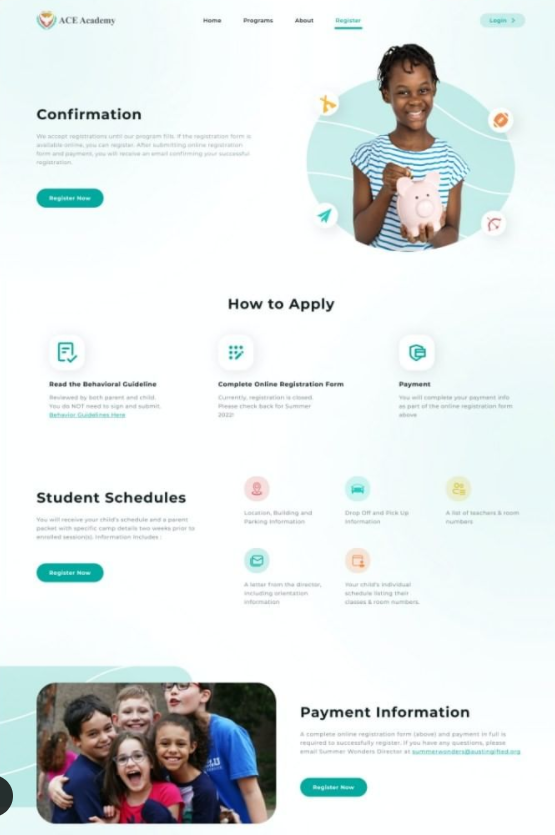 ACE Academy
Home
Programs
About
Register
Login
Confirmation
We accept registrations until our program fills. If the registration form is
available online, you can register. After submitting online registration
form and payment, you will receive an email confirming your successful
registration.
Register Now
How to Apply
Read the Behavioral Guideline
Reviewed by both parent and child.
You do NOT need to sign and submit.
Behavior Guidelines Here
Complete Online Registration Form
Currently, registration is closed.
Please check back for Summer
2022!
Payment
You will complete your payment info
as part of the online registration form
above
Student Schedules
You will receive your child's schedule and a parent
packet with specific camp details two weeks prior to
enrolled session(s). Information includes :
Register Now
Location, Building and
Parking Information
Drop Off and Pick Up
Information
A list of teachers & room
numbers
A letter from the director,
including orientation
information
Your child's individual
schedule listing their
classes & room numbers.
Payment Information
A complete online registration form (above) and payment in full is
required to successfully register. If you have any questions, please
email Summer Wonders Director at summerwonders@austingifted.org
Register Now